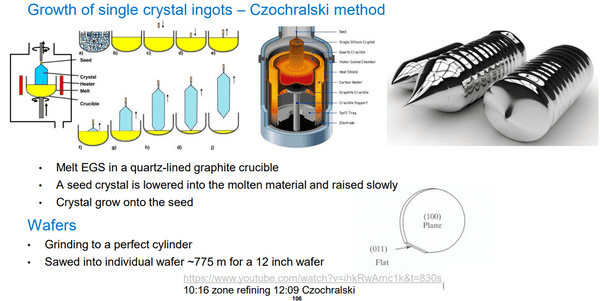 Growth of single crystal ingots – Czochralski method
Seed
Crystal
Heater
Melt
Crucible
a) b) c) d) e)
f) g) h) d) j)
Seed
Single Silicon Crystal
Quartz Crucible
Water Cooled Chamber
Heat Shield
Carbon Heater
Graphite Crucible
Crucible Support
Spill Tray
Electrode
• Melt EGS in a quartz-lined graphite crucible
• A seed crystal is lowered into the molten material and raised slowly
• Crystal grow onto the seed
(100)
Plane
(011)
Flat
Wafers
• Grinding to a perfect cylinder
• Sawed into individual wafer ~775 m for a 12 inch wafer
https://www.youtube.com/watch?v=ihkRwArnc1k&t=830s
10:16 zone refining 12:09 Czochralski
106